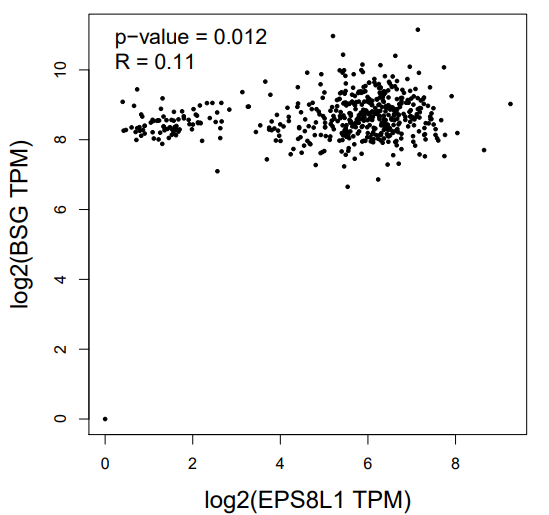 p−value = 0.012
R = 0.11
log2(BSG TPM)
10
8
6
4
2
0
0 2 4 6 8
log2(EPS8L1 TPM)